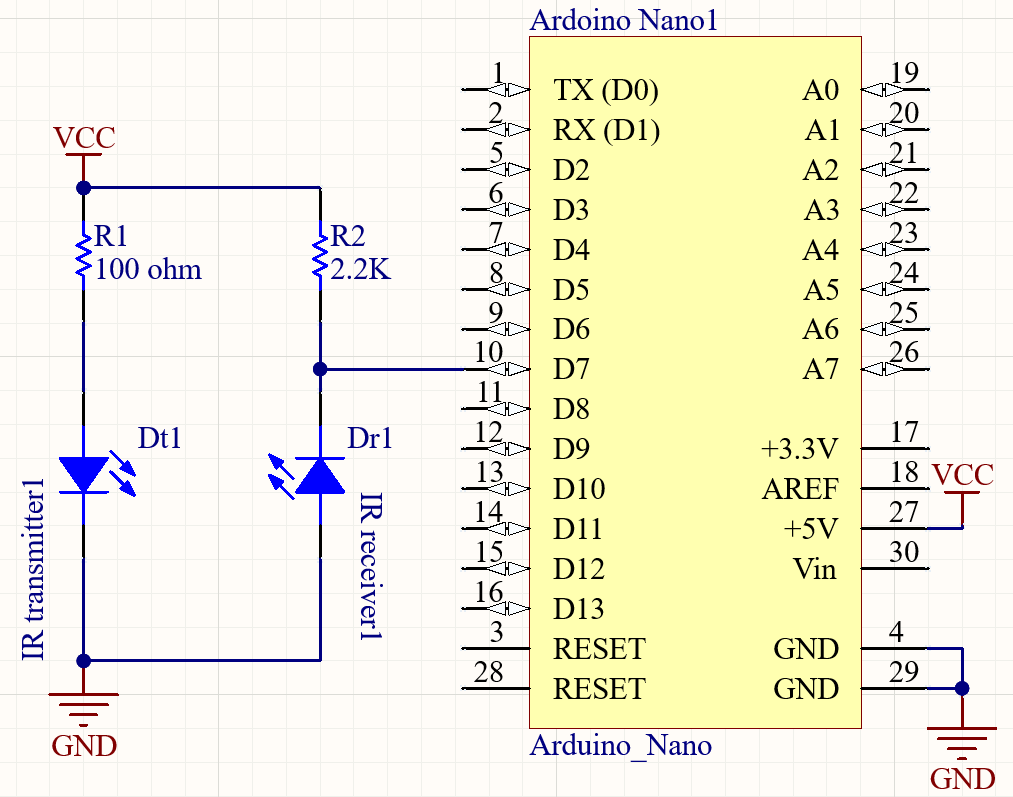 Ardoino Nano1
VCC
R1
100 ohm
R2
2.2K
Dt1
IR transmitter1
Dr1
IR receiver1
GND
1 TX (D0) A0 19
2 RX (D1) A1 20
5 D2 A2 21
6 D3 A3 22
7 D4 A4 23
8 D5 A5 24
9 D6 A6 25
10 D7 A7 26
11 D8
12 D9 +3.3V 17
13 D10 AREF 18
14 D11 +5V 27
15 D12 Vin 30
16 D13
3 RESET GND 4
28 RESET GND 29
VCC
GND
Arduino_Nano